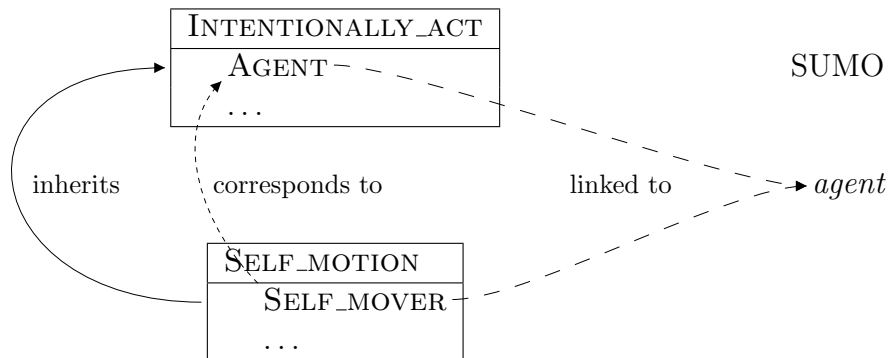 INTENTIONALLY_ACT
AGENT
SUMO
...
inherits
corresponds to
linked to
agent
SELF_MOTION
SELF_MOVER
...